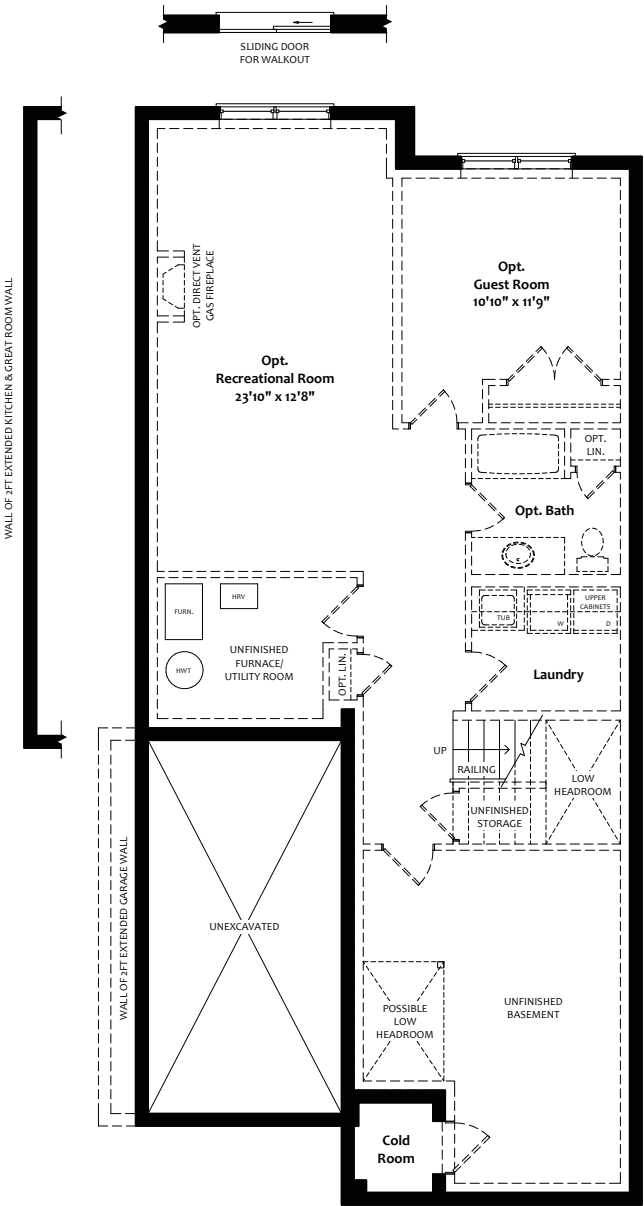 SLIDING DOOR
FOR WALKOUT
WALL OF 2FT EXTENDED KITCHEN & GREAT ROOM WALL
OPT. DIRECT VENT
GAS FIREPLACE
Opt.
Guest Room
10'10" x 11'9"
Opt.
Recreational Room
23'10" x 12'8"
OPT.
LIN.
Opt. Bath
FURN.
HRV
HWT
UNFINISHED
FURNACE/
UTILITY ROOM
OPT. LIN.
TUB
W
UPPER
CABINETS
D
Laundry
UP
RAILING
LOW
HEADROOM
UNFINISHED
STORAGE
WALL OF 2FT EXTENDED GARAGE WALL
UNEXCAVATED
POSSIBLE
LOW
HEADROOM
UNFINISHED
BASEMENT
Cold
Room